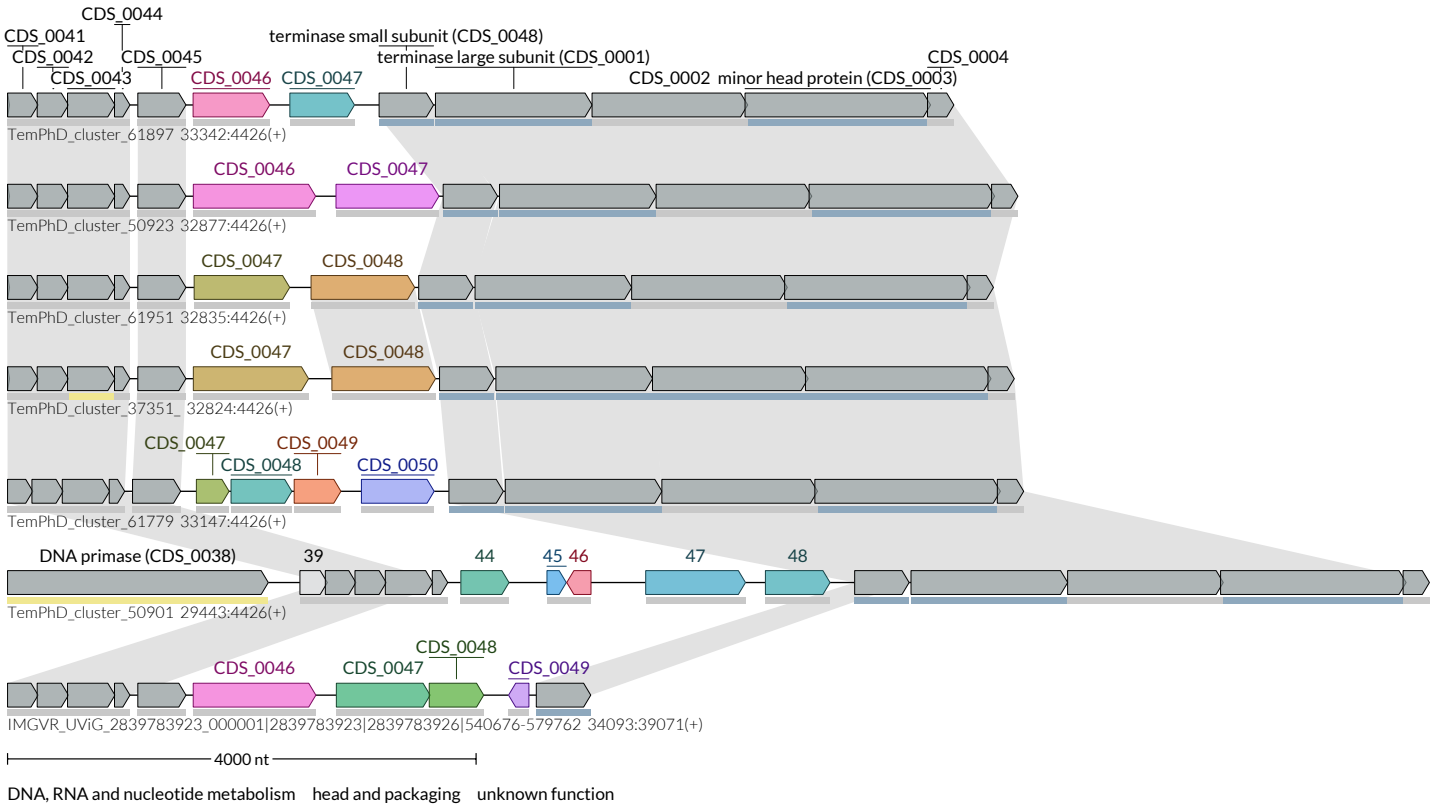 CDS_0044
CDS_0041 terminase small subunit (CDS_0048)
CDS_0042 CDS_0045 terminase large subunit (CDS_0001) CDS_0004
CDS_0043 CDS_0046 CDS_0047 CDS_0002 minor head protein (CDS_0003)
TemPhD_cluster_61897 33342:4426(+)
CDS_0046 CDS_0047
TemPhD_cluster_50923 32877:4426(+)
CDS_0047 CDS_0048
TemPhD_cluster_61951 32835:4426(+)
CDS_0047 CDS_0048
TemPhD_cluster_37351_ 32824:4426(+)
CDS_0047 CDS_0049
CDS_0048 CDS_0050
TemPhD_cluster_61779 33147:4426(+)
DNA primase (CDS_0038) 39 44 45 46 47 48
TemPhD_cluster_50901 29443:4426(+)
CDS_0048
CDS_0046 CDS_0047 CDS_0049
IMGVR_UViG_2839783923_000001|2839783923|2839783926|540676-579762 34093:39071(+)
4000 nt
DNA, RNA and nucleotide metabolism head and packaging unknown function